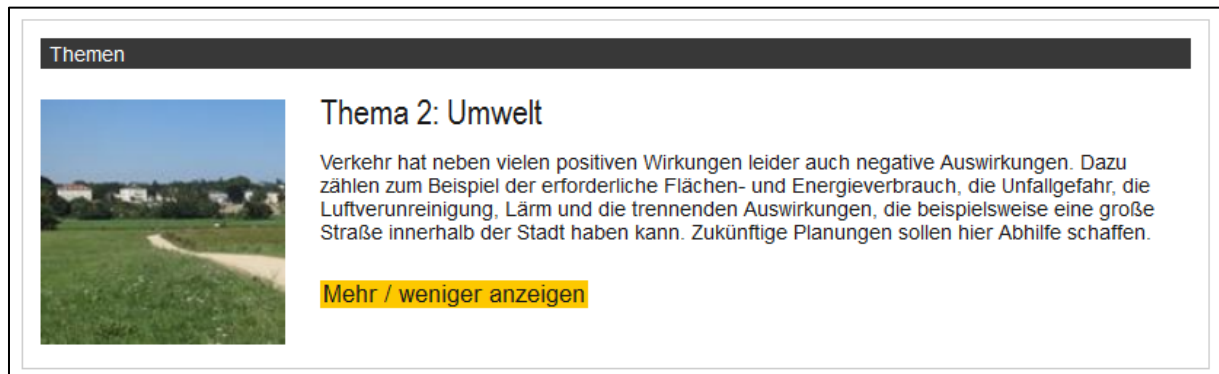 Themen
Thema 2: Umwelt
Verkehr hat neben vielen positiven Wirkungen leider auch negative Auswirkungen. Dazu
zählen zum Beispiel der erforderliche Flächen- und Energieverbrauch, die Unfallgefahr, die
Luftverunreinigung, Lärm und die trennenden Auswirkungen, die beispielsweise eine große
Straße innerhalb der Stadt haben kann. Zukünftige Planungen sollen hier Abhilfe schaffen.
Mehr / weniger anzeigen